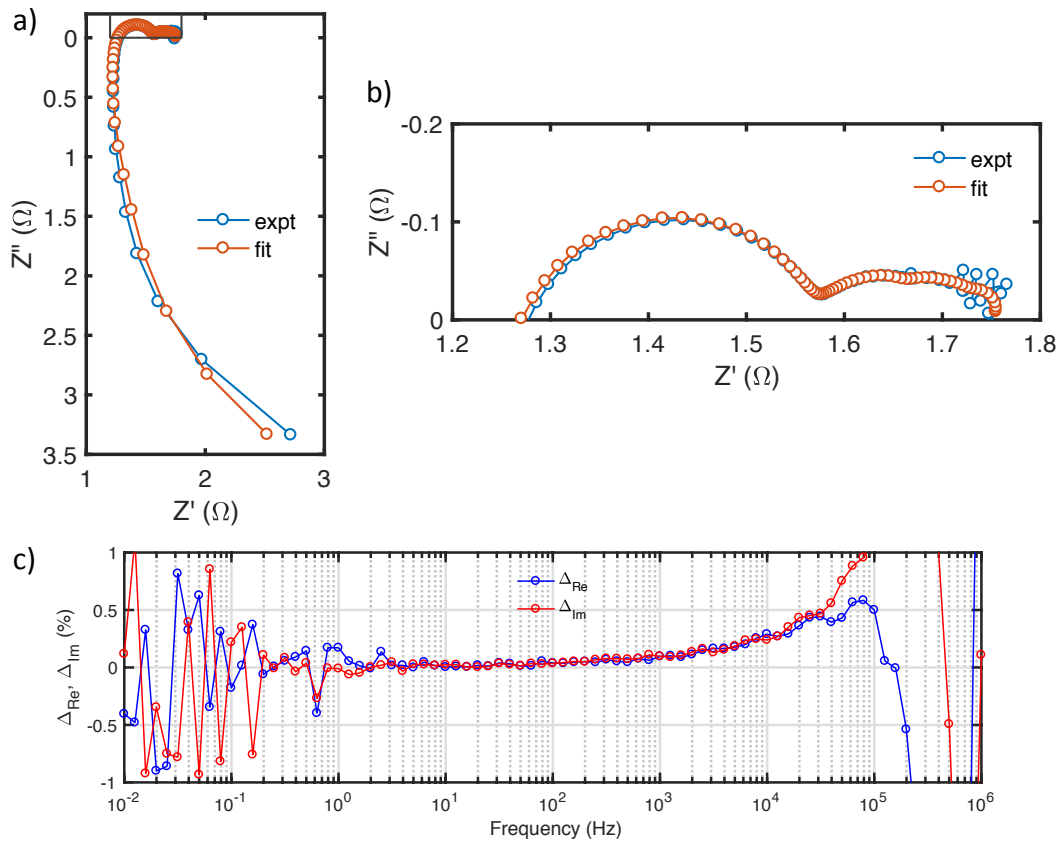 a)
0
0.5
1
1.5
2
2.5
3
3.5
Z'' (Ω)
expt
fit
1 2 3
Z' (Ω)
b)
-0.2
-0.1
0
Z'' (Ω)
expt
fit
1.2 1.3 1.4 1.5 1.6 1.7 1.8
Z' (Ω)
c)
1
0.5
0
-0.5
-1
Δ_Re, Δ_Im (%)
Δ_Re
Δ_Im
10^-2 10^-1 10^0 10^1 10^2 10^3 10^4 10^5 10^6
Frequency (Hz)